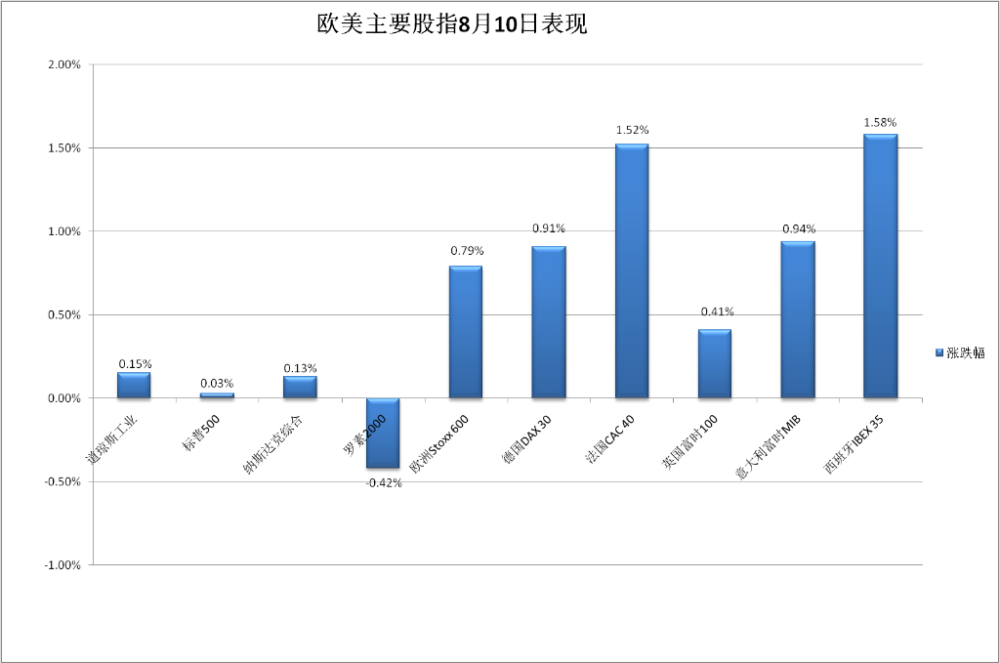 欧美主要股指8月10日表现
2.00%
1.50%
1.00%
0.50%
0.00%
-0.50%
-1.00%
0.15%
0.03%
0.13%
-0.42%
0.79%
0.91%
1.52%
0.41%
0.94%
1.58%
道琼斯工业
标普500
纳斯达克综合
罗素2000
欧洲Stoxx 600
德国DAX 30
法国CAC 40
英国富时100
意大利富时MIB
西班牙IBEX 35
涨跌幅